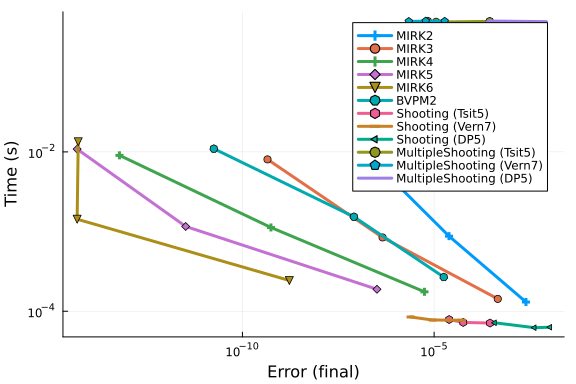 MIRK2
MIRK3
MIRK4
MIRK5
MIRK6
BVPM2
Shooting (Tsit5)
Shooting (Vern7)
Shooting (DP5)
MultipleShooting (Tsit5)
MultipleShooting (Vern7)
MultipleShooting (DP5)
Time (s)
10⁻²
10⁻⁴
10⁻¹⁰
10⁻⁵
Error (final)